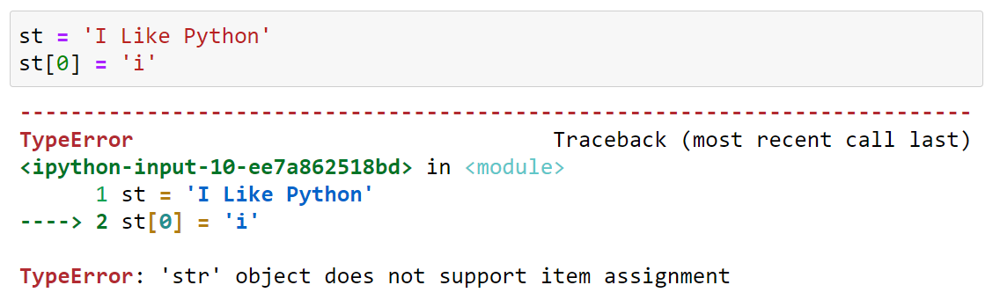 st = 'I Like Python'
st[0] = 'i'
---------------------------------------------------------------------------
TypeError                                 Traceback (most recent call last)
<ipython-input-10-ee7a862518bd> in <module>
      1 st = 'I Like Python'
----> 2 st[0] = 'i'
TypeError: 'str' object does not support item assignment